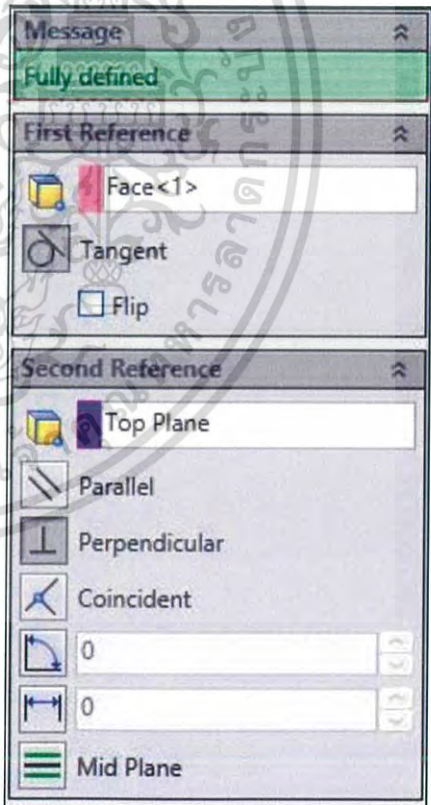 Message
Fully defined
First Reference
Face<1>
Tangent
Flip
Second Reference
Top Plane
Parallel
Perpendicular
Coincident
0
0
Mid Plane